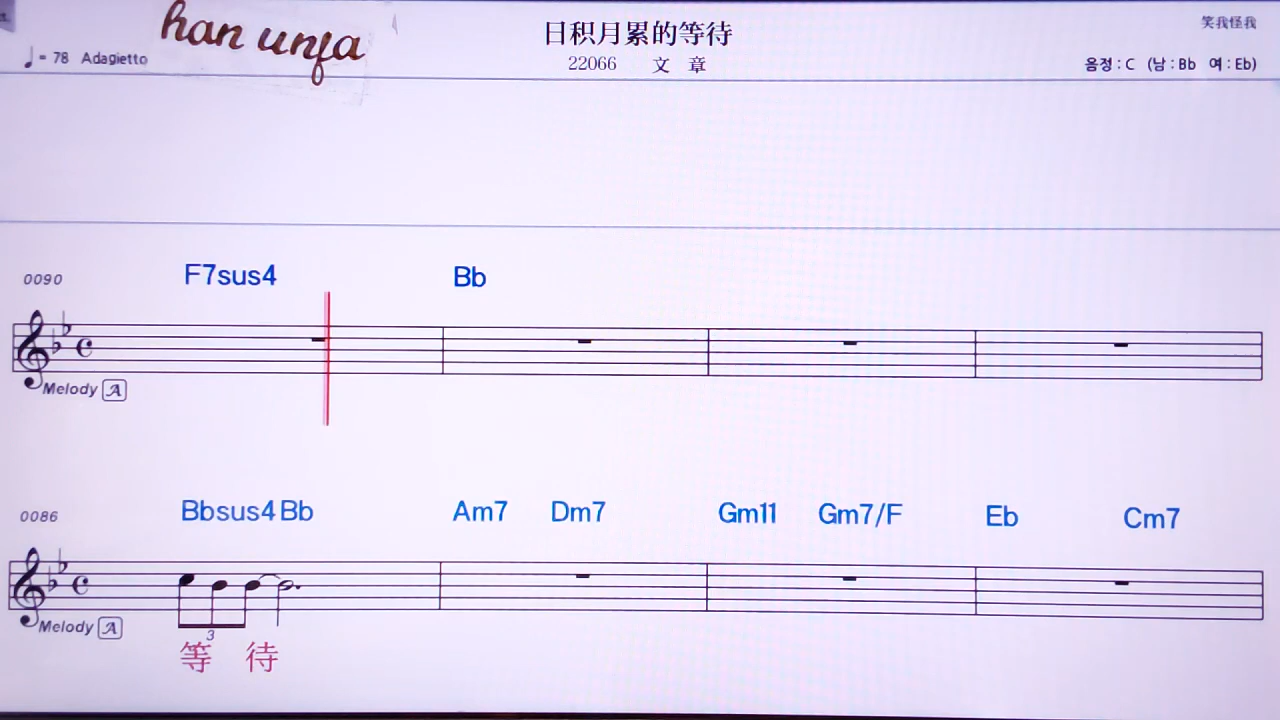 han unfa
日积月累的等待
笑我怪我
♩= 78 Adagietto
22066 文 章
음정 : C (남 : Bb 여 : Eb)
0090 F7sus4 Bb
Melody A
0086 Bbsus4 Bb Am7 Dm7 Gm11 Gm7/F Eb Cm7
Melody A
3
等 待